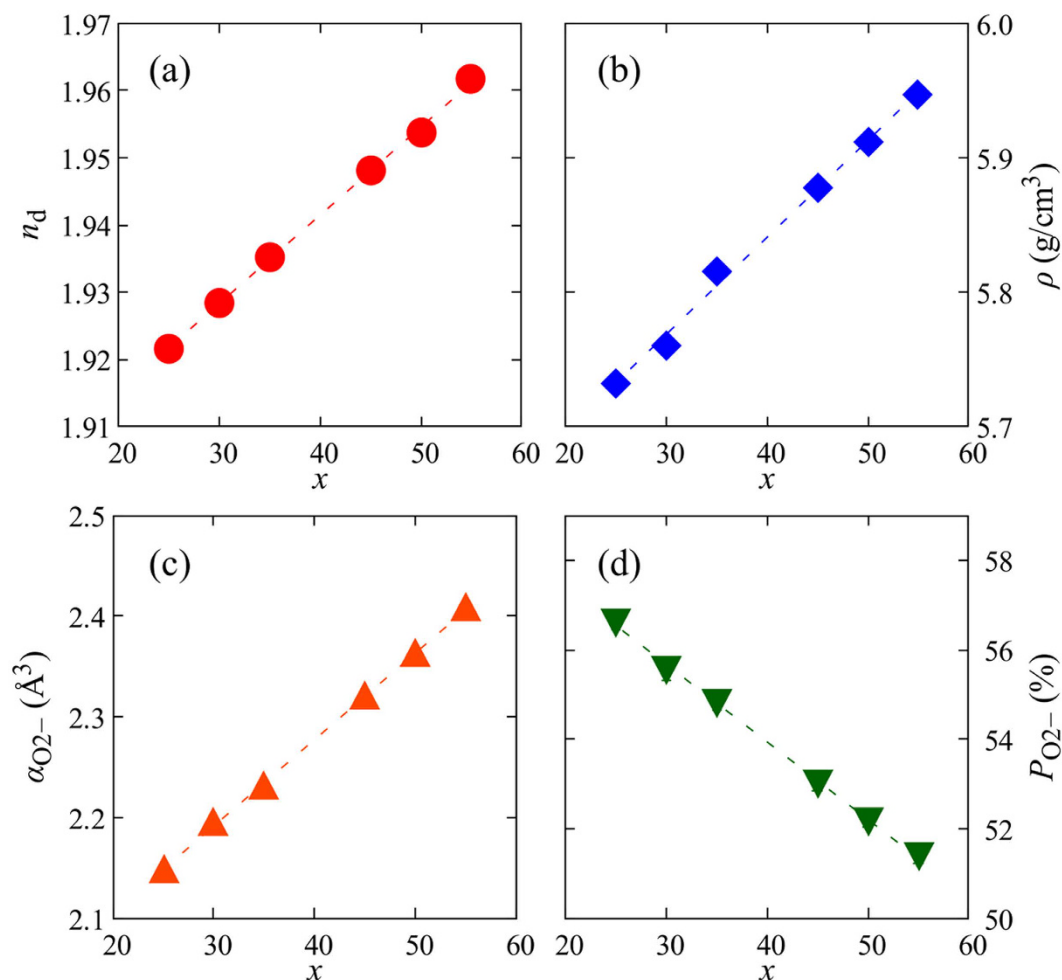 (a)
1.97
1.96
1.95
1.94
1.93
1.92
1.91
n_d
20 30 40 50 60
x
(b)
6.0
5.9
5.8
5.7
ρ (g/cm³)
20 30 40 50 60
x
(c)
2.5
2.4
2.3
2.2
2.1
α_O2− (Å³)
20 30 40 50 60
x
(d)
58
56
54
52
50
P_O2− (%)
20 30 40 50 60
x